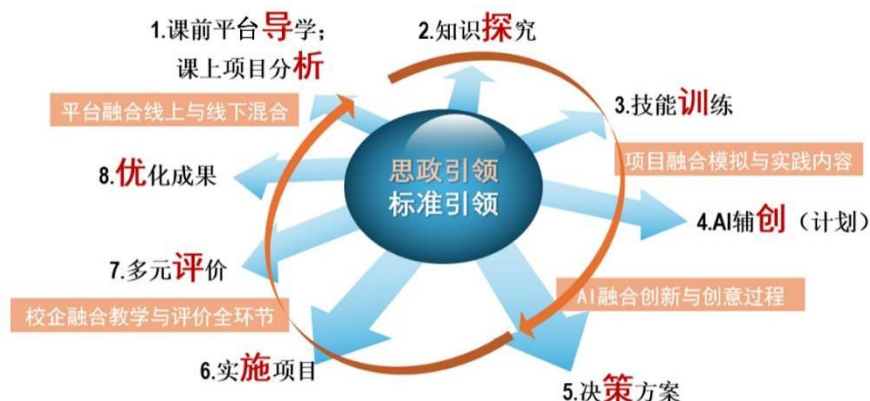 1.课前平台导学；
课上项目分析
2.知识探究
平台融合线上与线下混合
3.技能训练
项目融合模拟与实践内容
思政引领
标准引领
8.优化成果
4.AI辅创（计划）
7.多元评价
AI融合创新与创意过程
校企融合教学与评价全环节
6.实施项目
5.决策方案